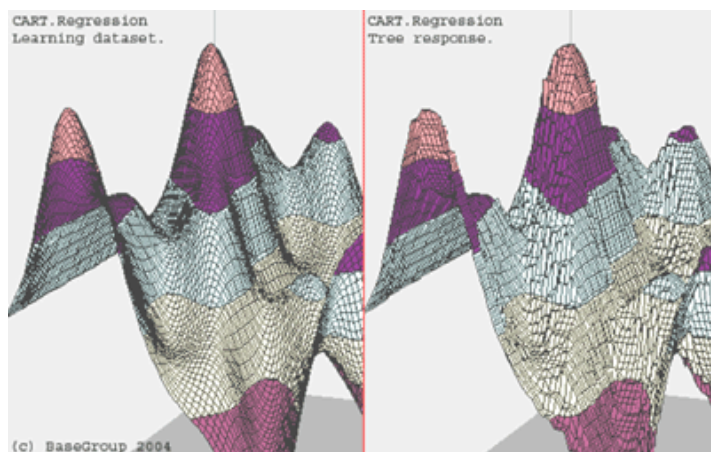 CART.Regression
Learning dataset.
CART.Regression
Tree response.
(c) BaseGroup 2004